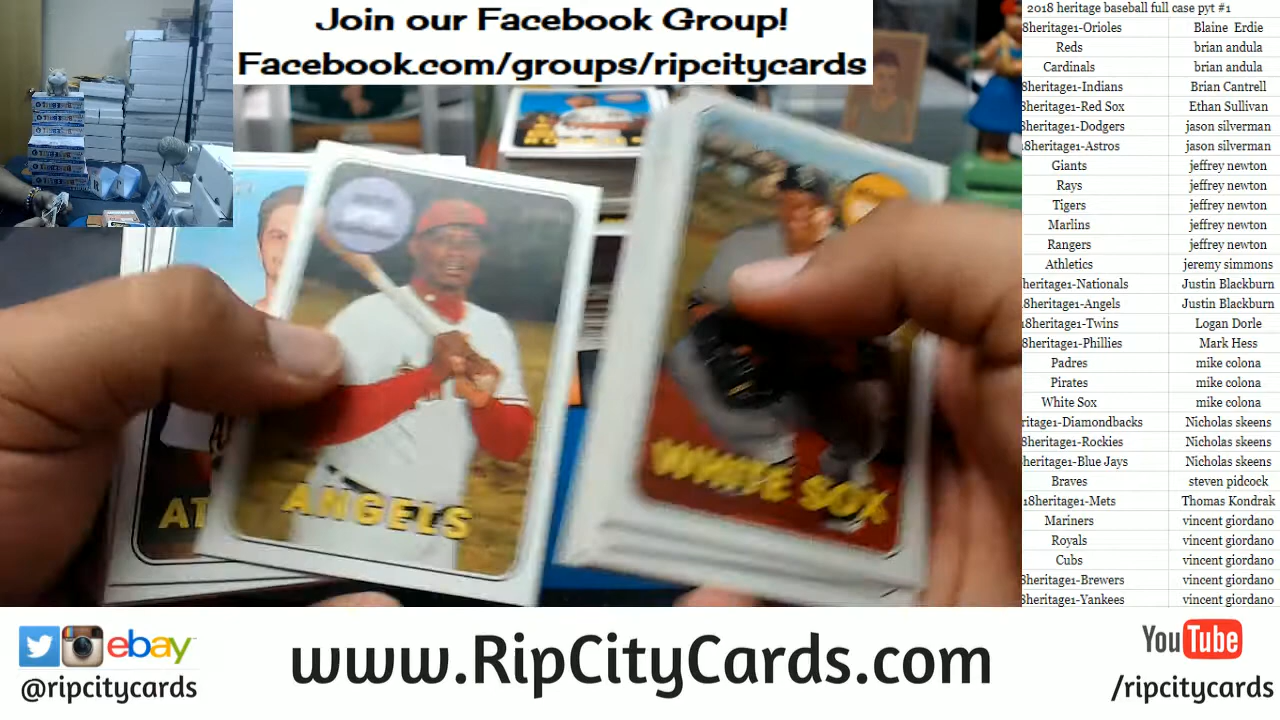 Join our Facebook Group!
Facebook.com/groups/ripcitycards
2018 heritage baseball full case pyt #1
8heritage1-Orioles Blaine Erdie
Reds brian andula
Cardinals brian andula
8heritage1-Indians Brian Cantrell
8heritage1-Red Sox Ethan Sullivan
8heritage1-Dodgers jason silverman
18heritage1-Astros jason silverman
Giants jeffrey newton
Rays jeffrey newton
Tigers jeffrey newton
Marlins jeffrey newton
Rangers jeffrey newton
Athletics jeremy simmons
heritage1-Nationals Justin Blackburn
18heritage1-Angels Justin Blackburn
18heritage1-Twins Logan Dorle
8heritage1-Phillies Mark Hess
Padres mike colona
Pirates mike colona
White Sox mike colona
ritage1-Diamondbacks Nicholas skeens
8heritage1-Rockies Nicholas skeens
heritage1-Blue Jays Nicholas skeens
Braves steven pidcock
18heritage1-Mets Thomas Kondrak
Mariners vincent giordano
Royals vincent giordano
Cubs vincent giordano
8heritage1-Brewers vincent giordano
8heritage1-Yankees vincent giordano
AT
ANGELS
WHITE SOX
ebay
@ripcitycards
www.RipCityCards.com
YouTube
/ripcitycards